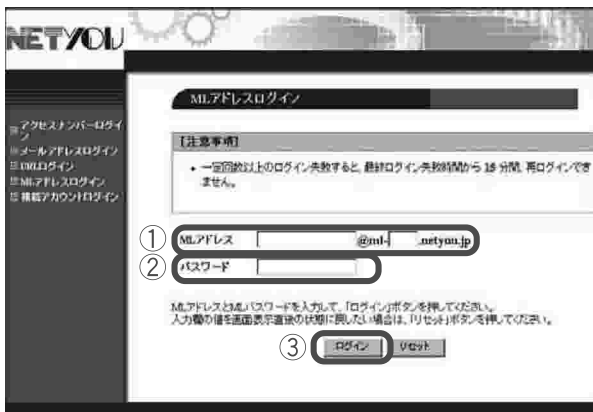 NETYOU
MLアドレスログイン
アクセスナンバーログイ
ン
メールアドレスログイン
URLログイン
MLアドレスログイン
接続アカウントログイン
【注意事項】
・ 一定回数以上のログイン失敗すると、最終ログイン失敗時間から 15 分間、再ログインでき
ません。
① MLアドレス @ml- .netyou.jp
② パスワード
MLアドレスとMLパスワードを入力して、「ログイン」ボタンを押してください。
入力欄の値を画面表示直後の状態に戻したい場合は、「リセット」ボタンを押してください。
③ ログイン リセット